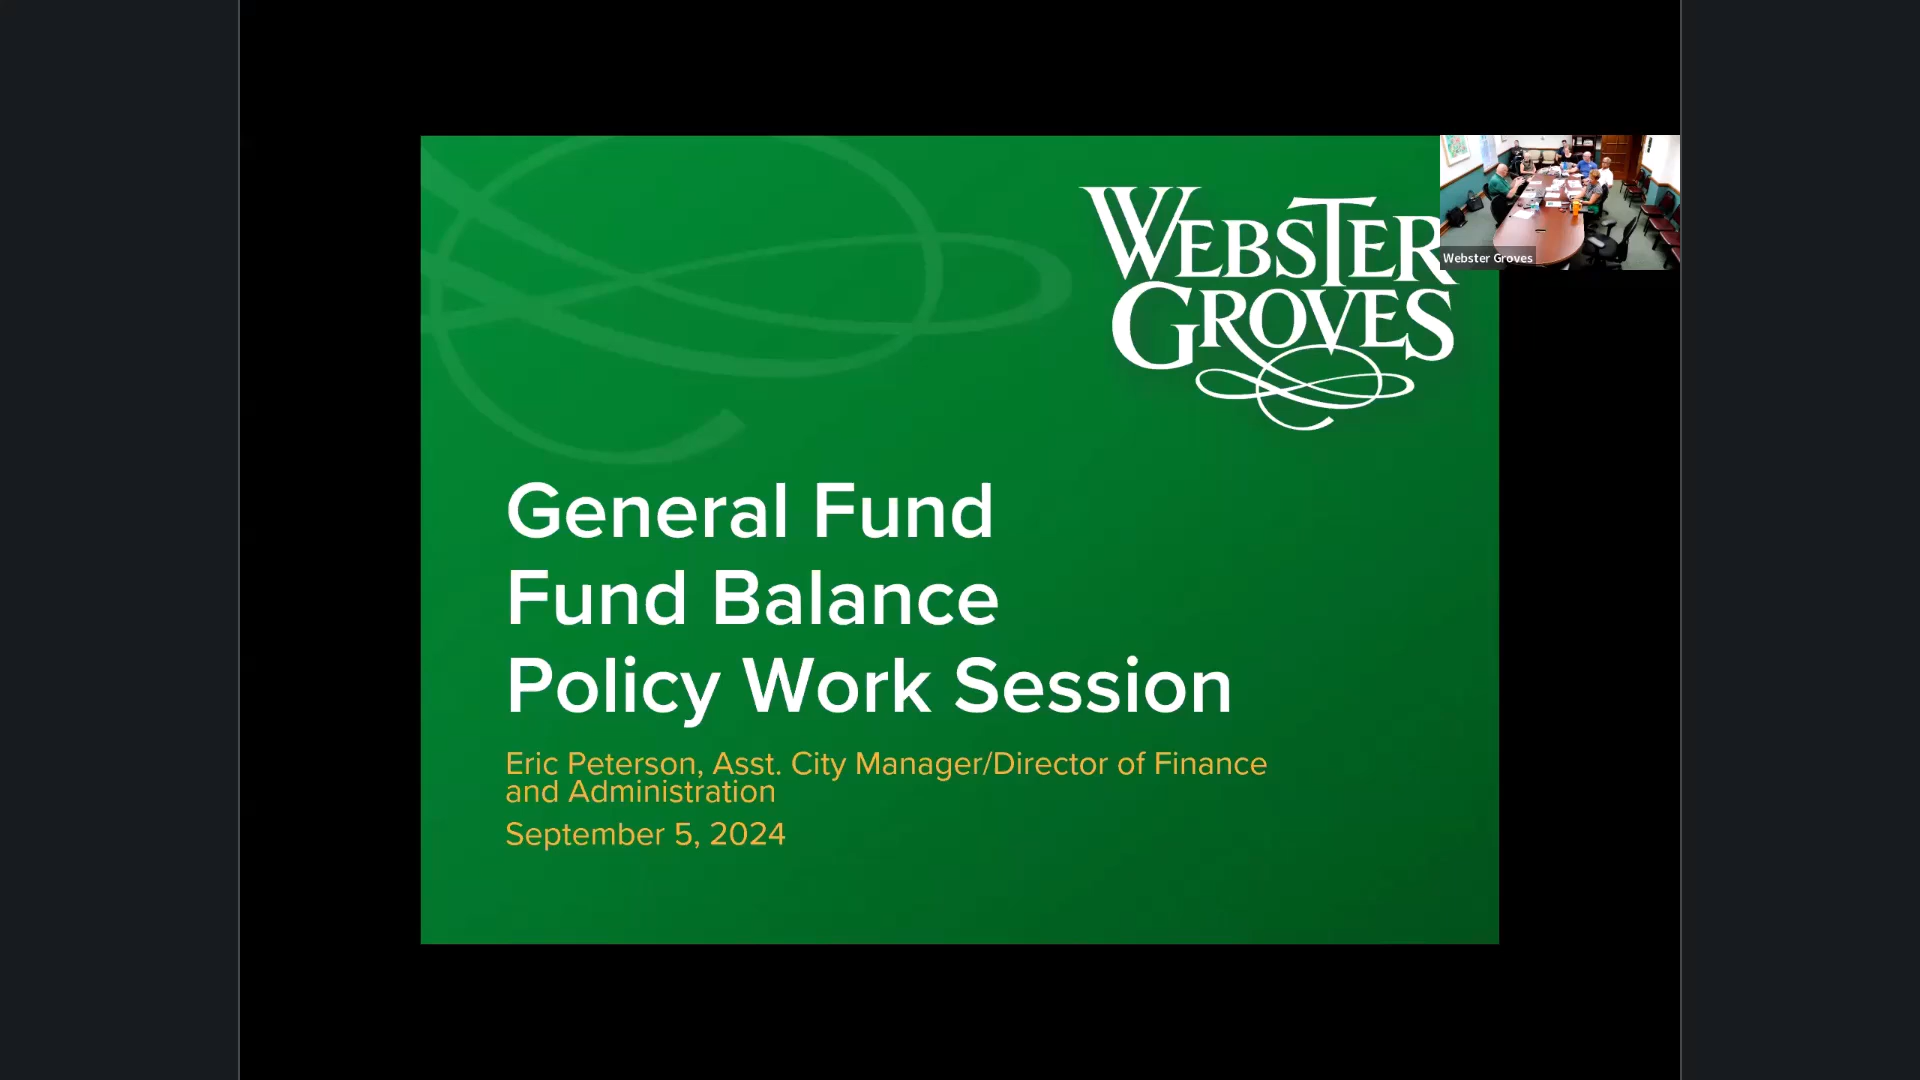 WEBSTER
GROVES
Webster Groves
General Fund
Fund Balance
Policy Work Session
Eric Peterson, Asst. City Manager/Director of Finance
and Administration
September 5, 2024